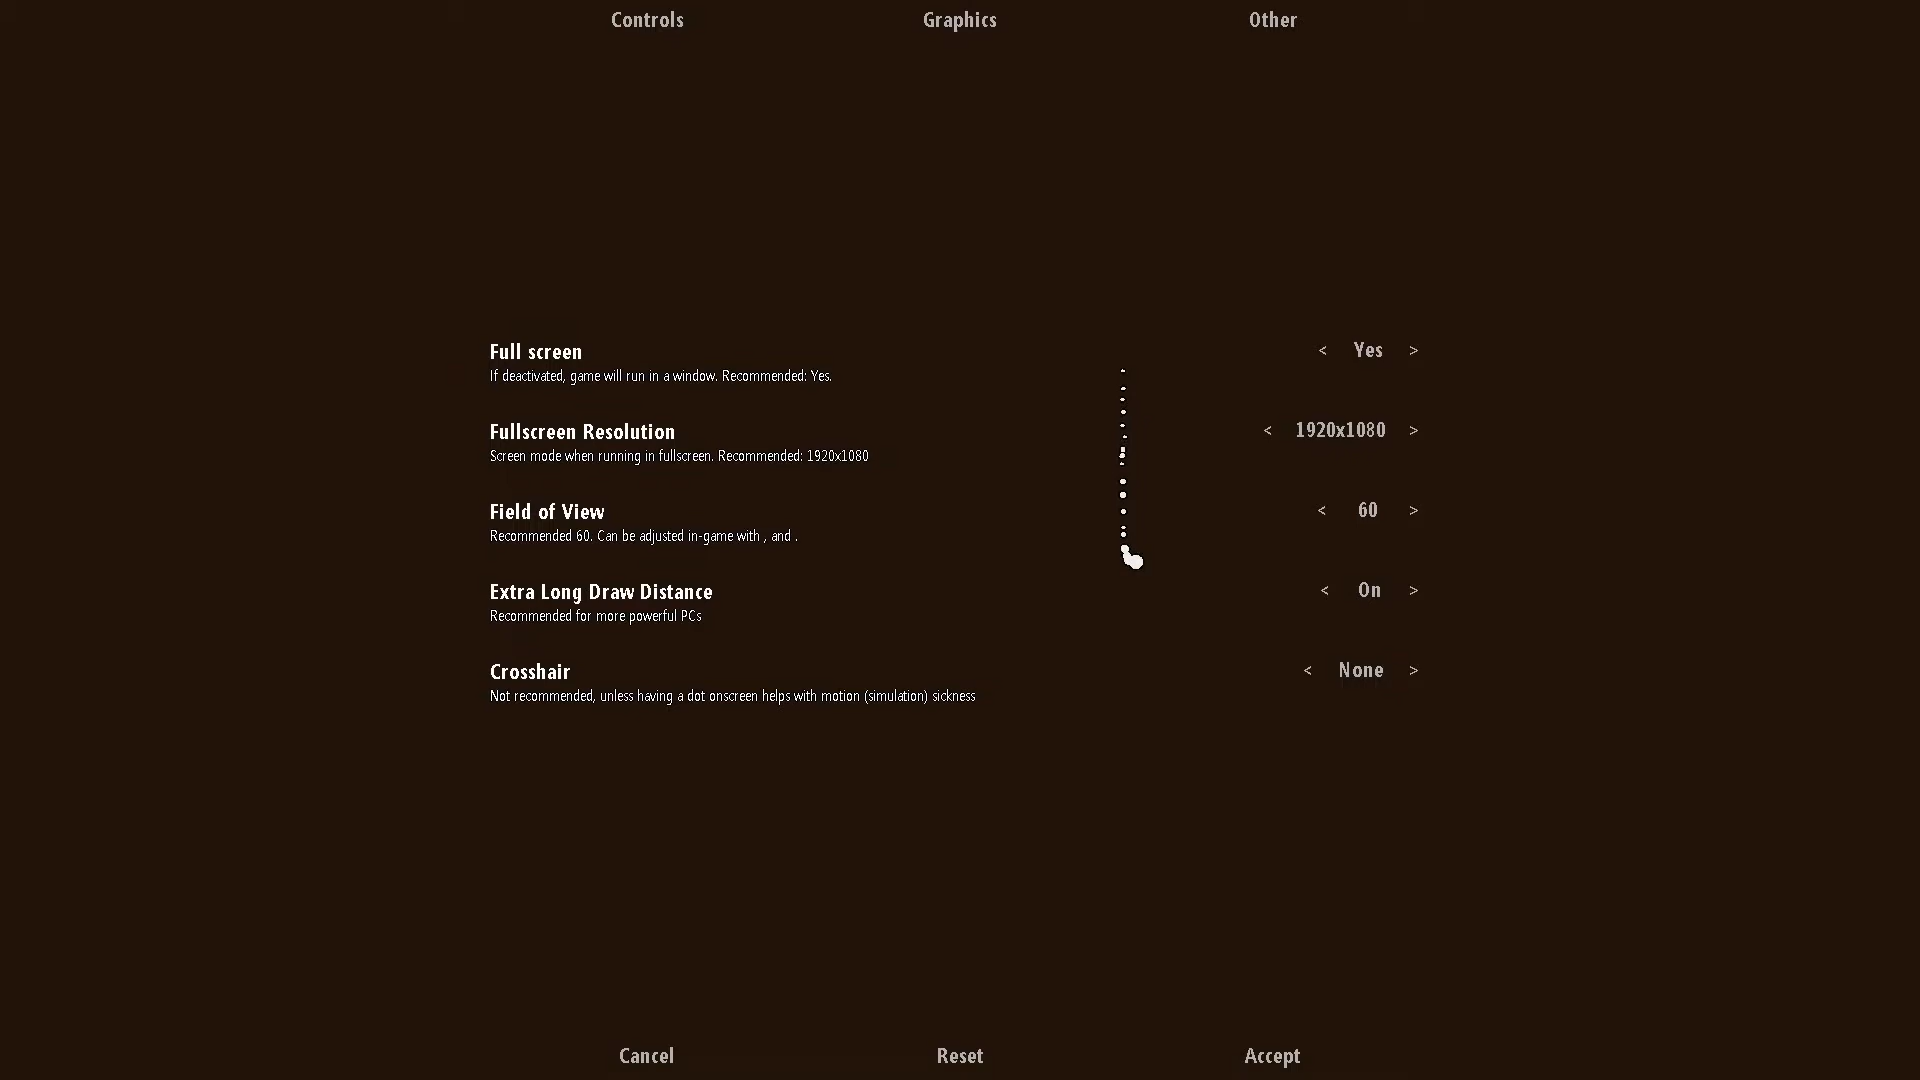 Controls Graphics Other
Full screen < Yes >
If deactivated, game will run in a window. Recommended: Yes.
Fullscreen Resolution < 1920x1080 >
Screen mode when running in fullscreen. Recommended: 1920x1080
Field of View < 60 >
Recommended 60. Can be adjusted in-game with , and .
Extra Long Draw Distance < On >
Recommended for more powerful PCs
Crosshair < None >
Not recommended, unless having a dot onscreen helps with motion (simulation) sickness
Cancel Reset Accept